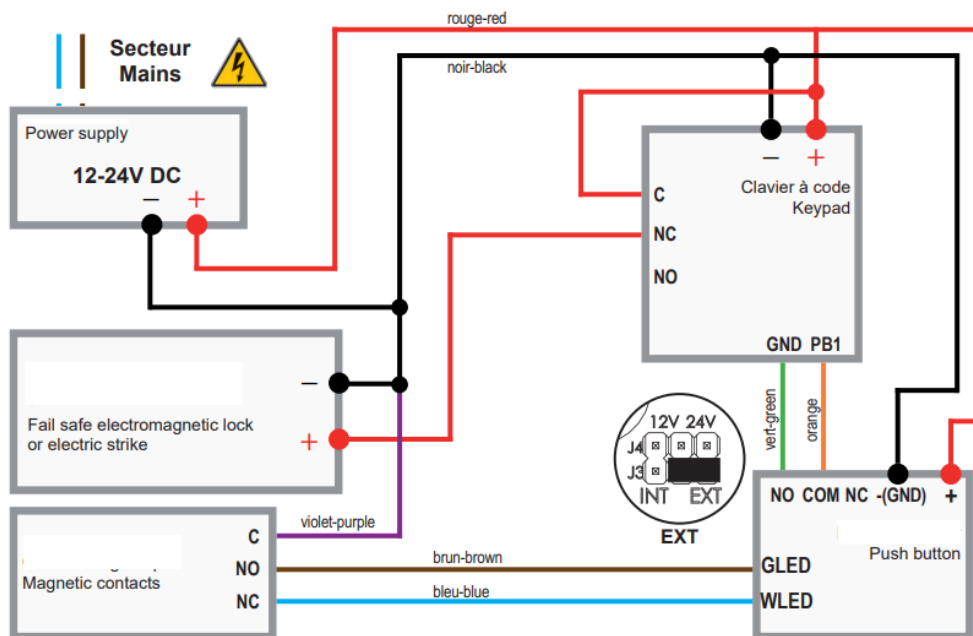 rouge-red
Secteur
Mains
noir-black
Power supply
12-24V DC
− +
− +
Clavier à code
Keypad
C
NC
NO
GND PB1
−
Fail safe electromagnetic lock
or electric strike
+
vert-green
orange
12V 24V
J4
J3
INT EXT
EXT
NO COM NC -(GND) +
Push button
violet-purple
C
NO
NC
Magnetic contacts
brun-brown
bleu-blue
GLED
WLED